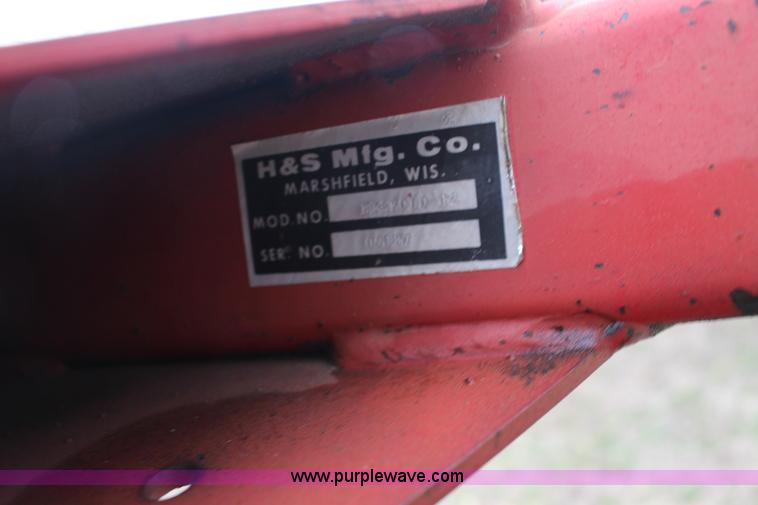 H&S Mfg. Co.
MARSHFIELD, WIS.
MOD. NO.
SER. NO.
www.purplewave.com